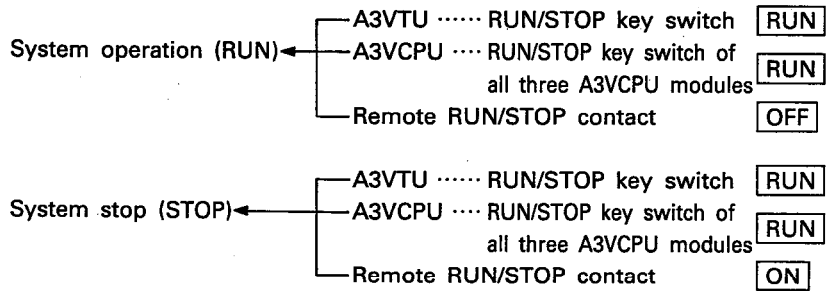 A3VTU ······ RUN/STOP key switch RUN
System operation (RUN) A3VCPU ···· RUN/STOP key switch of
all three A3VCPU modules RUN
Remote RUN/STOP contact OFF
A3VTU ······ RUN/STOP key switch RUN
System stop (STOP) A3VCPU ···· RUN/STOP key switch of
all three A3VCPU modules RUN
Remote RUN/STOP contact ON